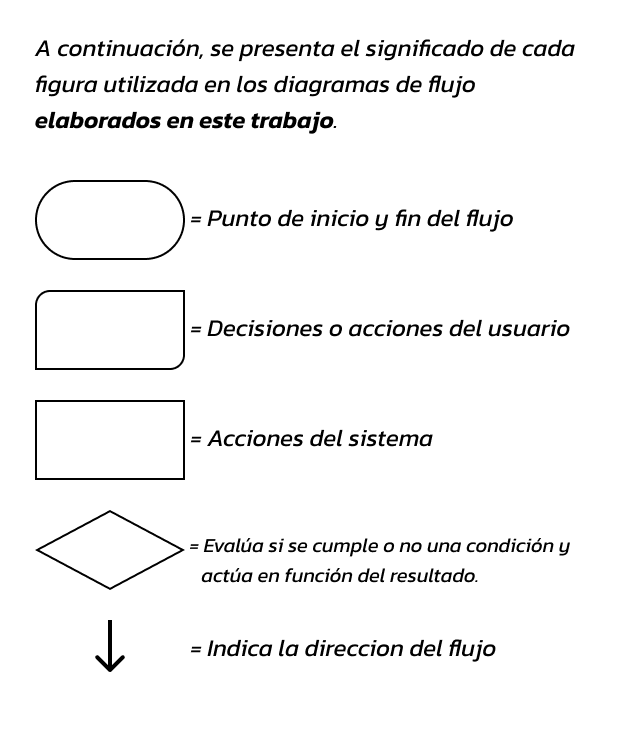 A continuación, se presenta el significado de cada
figura utilizada en los diagramas de flujo
elaborados en este trabajo.
= Punto de inicio y fin del flujo
= Decisiones o acciones del usuario
= Acciones del sistema
= Evalúa si se cumple o no una condición y
actúa en función del resultado.
= Indica la direccion del flujo